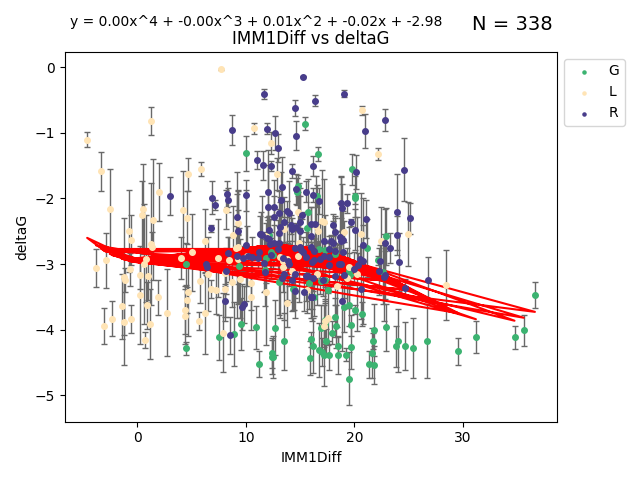 y = 0.00x^4 + -0.00x^3 + 0.01x^2 + -0.02x + -2.98
N = 338
IMM1Diff vs deltaG
G
L
R
deltaG
0
−1
−2
−3
−4
−5
0 10 20 30
IMM1Diff